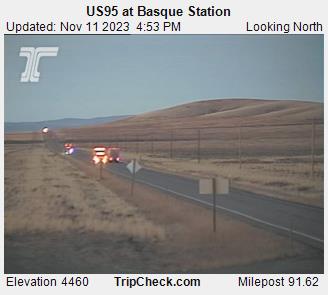 US95 at Basque Station
Updated: Nov 11 2023 4:53 PM Looking North
Elevation 4460 TripCheck.com Milepost 91.62